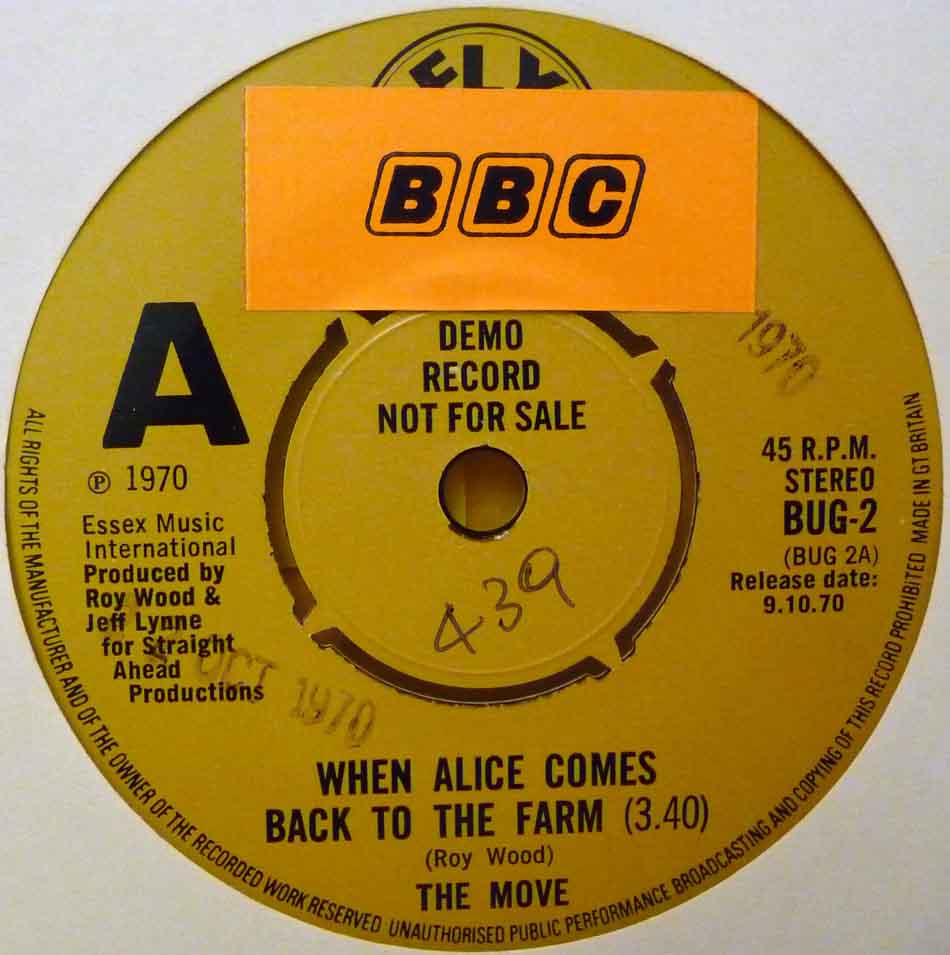 FLY
BBC
DEMO
RECORD
NOT FOR SALE
A
℗ 1970
Essex Music
International
Produced by
Roy Wood &
Jeff Lynne
for Straight
Ahead
Productions
1970
45 R.P.M.
STEREO
BUG-2
(BUG 2A)
Release date:
9.10.70
439
OCT 1970
WHEN ALICE COMES
BACK TO THE FARM (3.40)
(Roy Wood)
THE MOVE
ALL RIGHTS OF THE MANUFACTURER AND OF THE OWNER OF THE RECORDED WORK RESERVED UNAUTHORISED PUBLIC PERFORMANCE BROADCASTING AND COPYING OF THIS RECORD PROHIBITED MADE IN GT BRITAIN